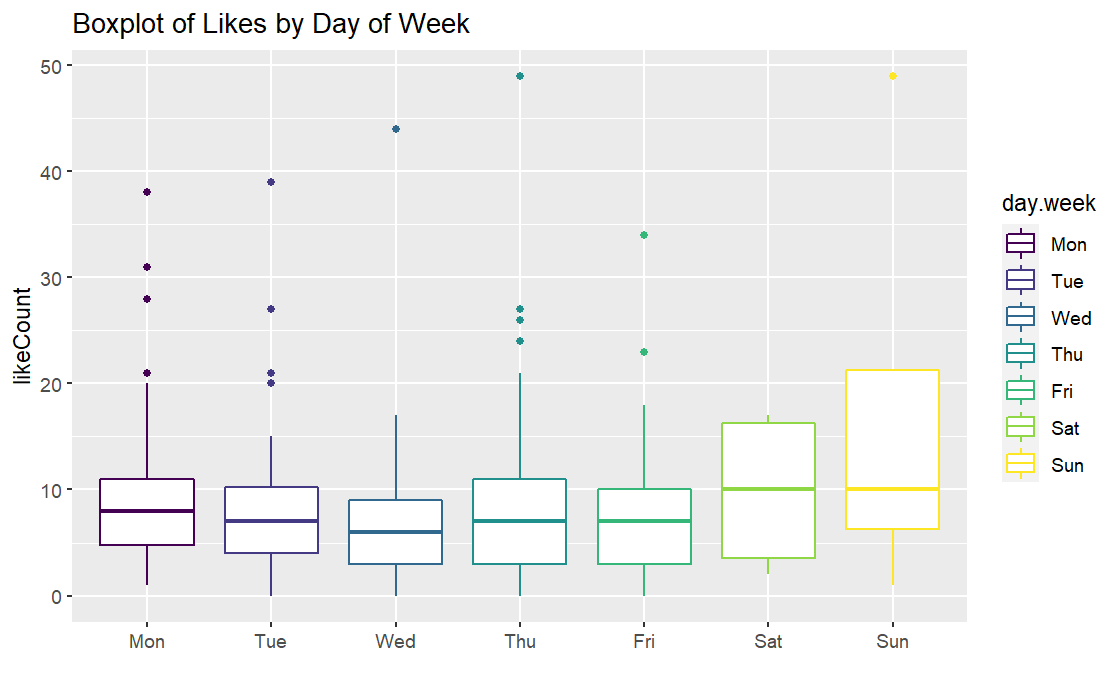 Boxplot of Likes by Day of Week
likeCount
50
40
30
20
10
0
Mon Tue Wed Thu Fri Sat Sun
day.week
Mon
Tue
Wed
Thu
Fri
Sat
Sun